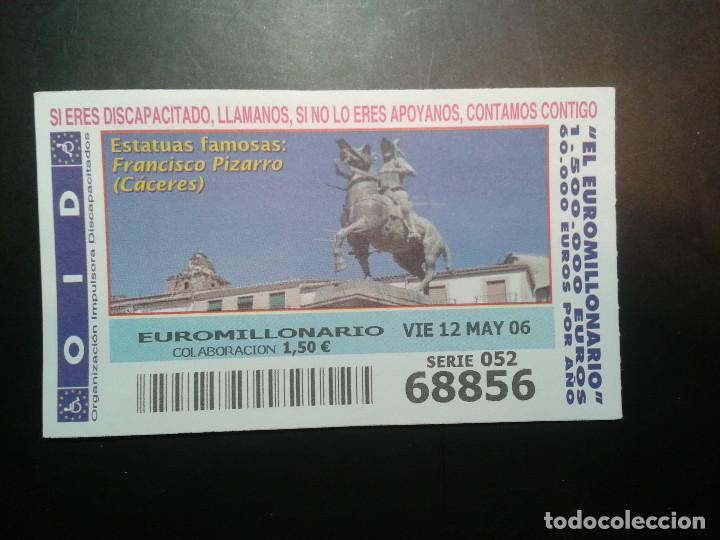 SI ERES DISCAPACITADO, LLAMANOS, SI NO LO ERES APOYANOS, CONTAMOS CONTIGO
OID
Organización Impulsora Discapacitados
Estatuas famosas:
Francisco Pizarro
(Cáceres)
EUROMILLONARIO VIE 12 MAY 06
COLABORACION 1,50 €
SERIE 052
68856
"EL EUROMILLONARIO"
1.500.000 EUROS
60.000 EUROS POR AÑO
todocoleccion.net